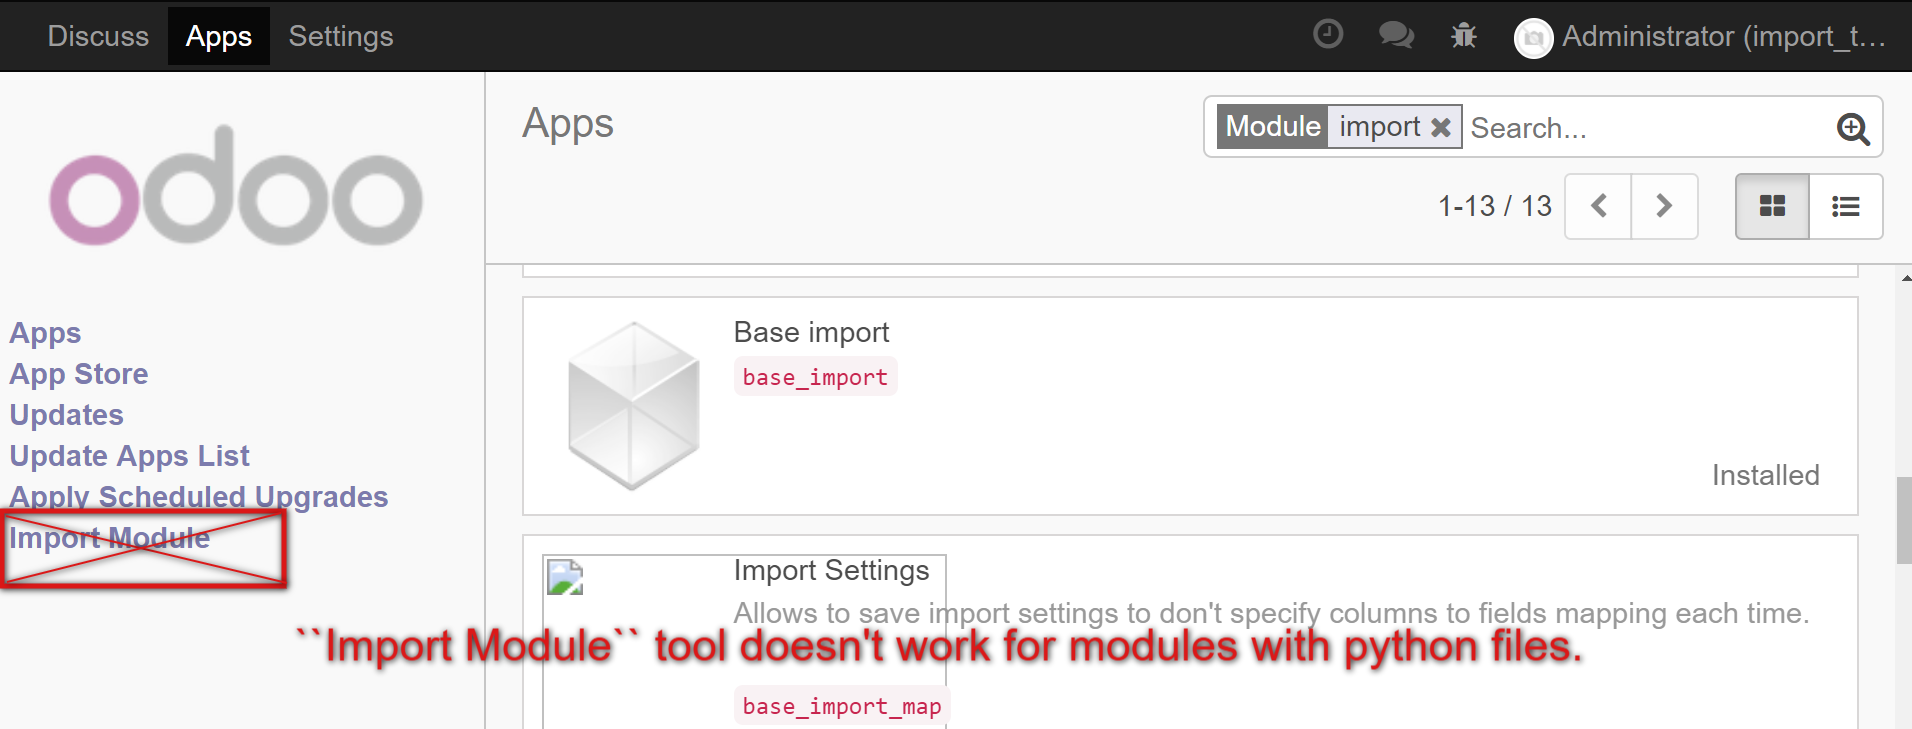 Discuss Apps Settings Administrator (import_t...
odoo
Apps
App Store
Updates
Update Apps List
Apply Scheduled Upgrades
Import Module
Apps
Module import Search...
1-13 / 13
Base import
base_import
Installed
Import Settings
Allows to save import settings to don't specify columns to fields mapping each time.
``Import Module`` tool doesn't work for modules with python files.
base_import_map